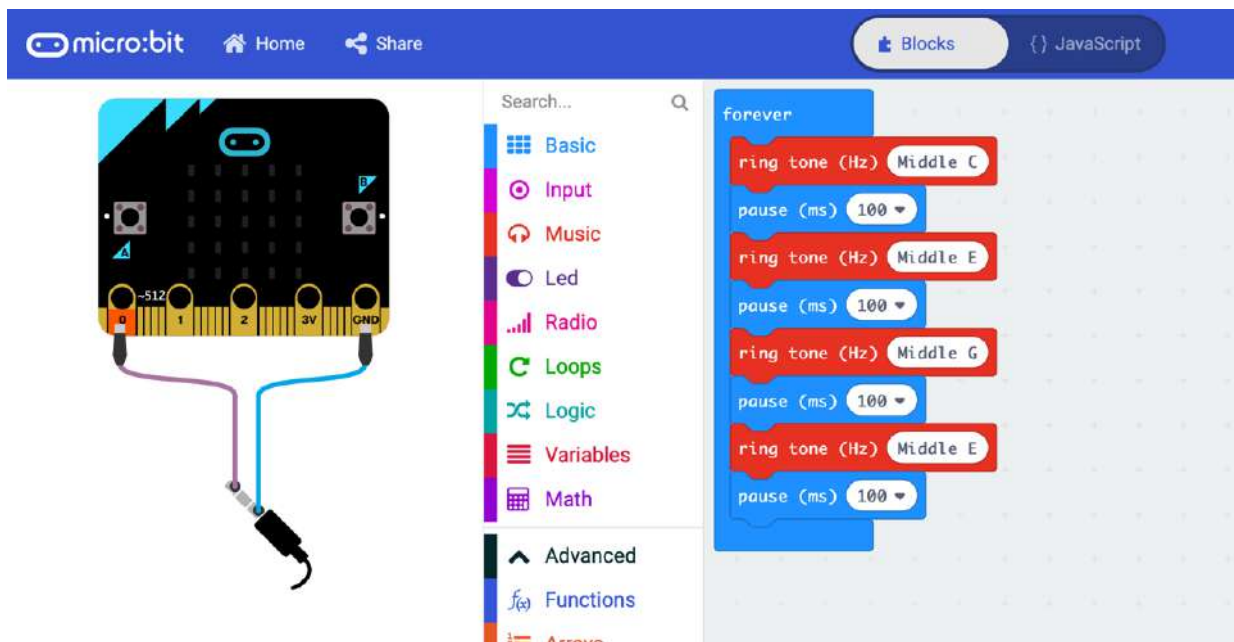 micro:bit Home Share Blocks {} JavaScript
Search...
Basic
Input
Music
Led
Radio
Loops
Logic
Variables
Math
Advanced
f(x) Functions
Arrays
B
A
~512
0 1 2 3V GND
forever
ring tone (Hz) Middle C
pause (ms) 100
ring tone (Hz) Middle E
pause (ms) 100
ring tone (Hz) Middle G
pause (ms) 100
ring tone (Hz) Middle E
pause (ms) 100